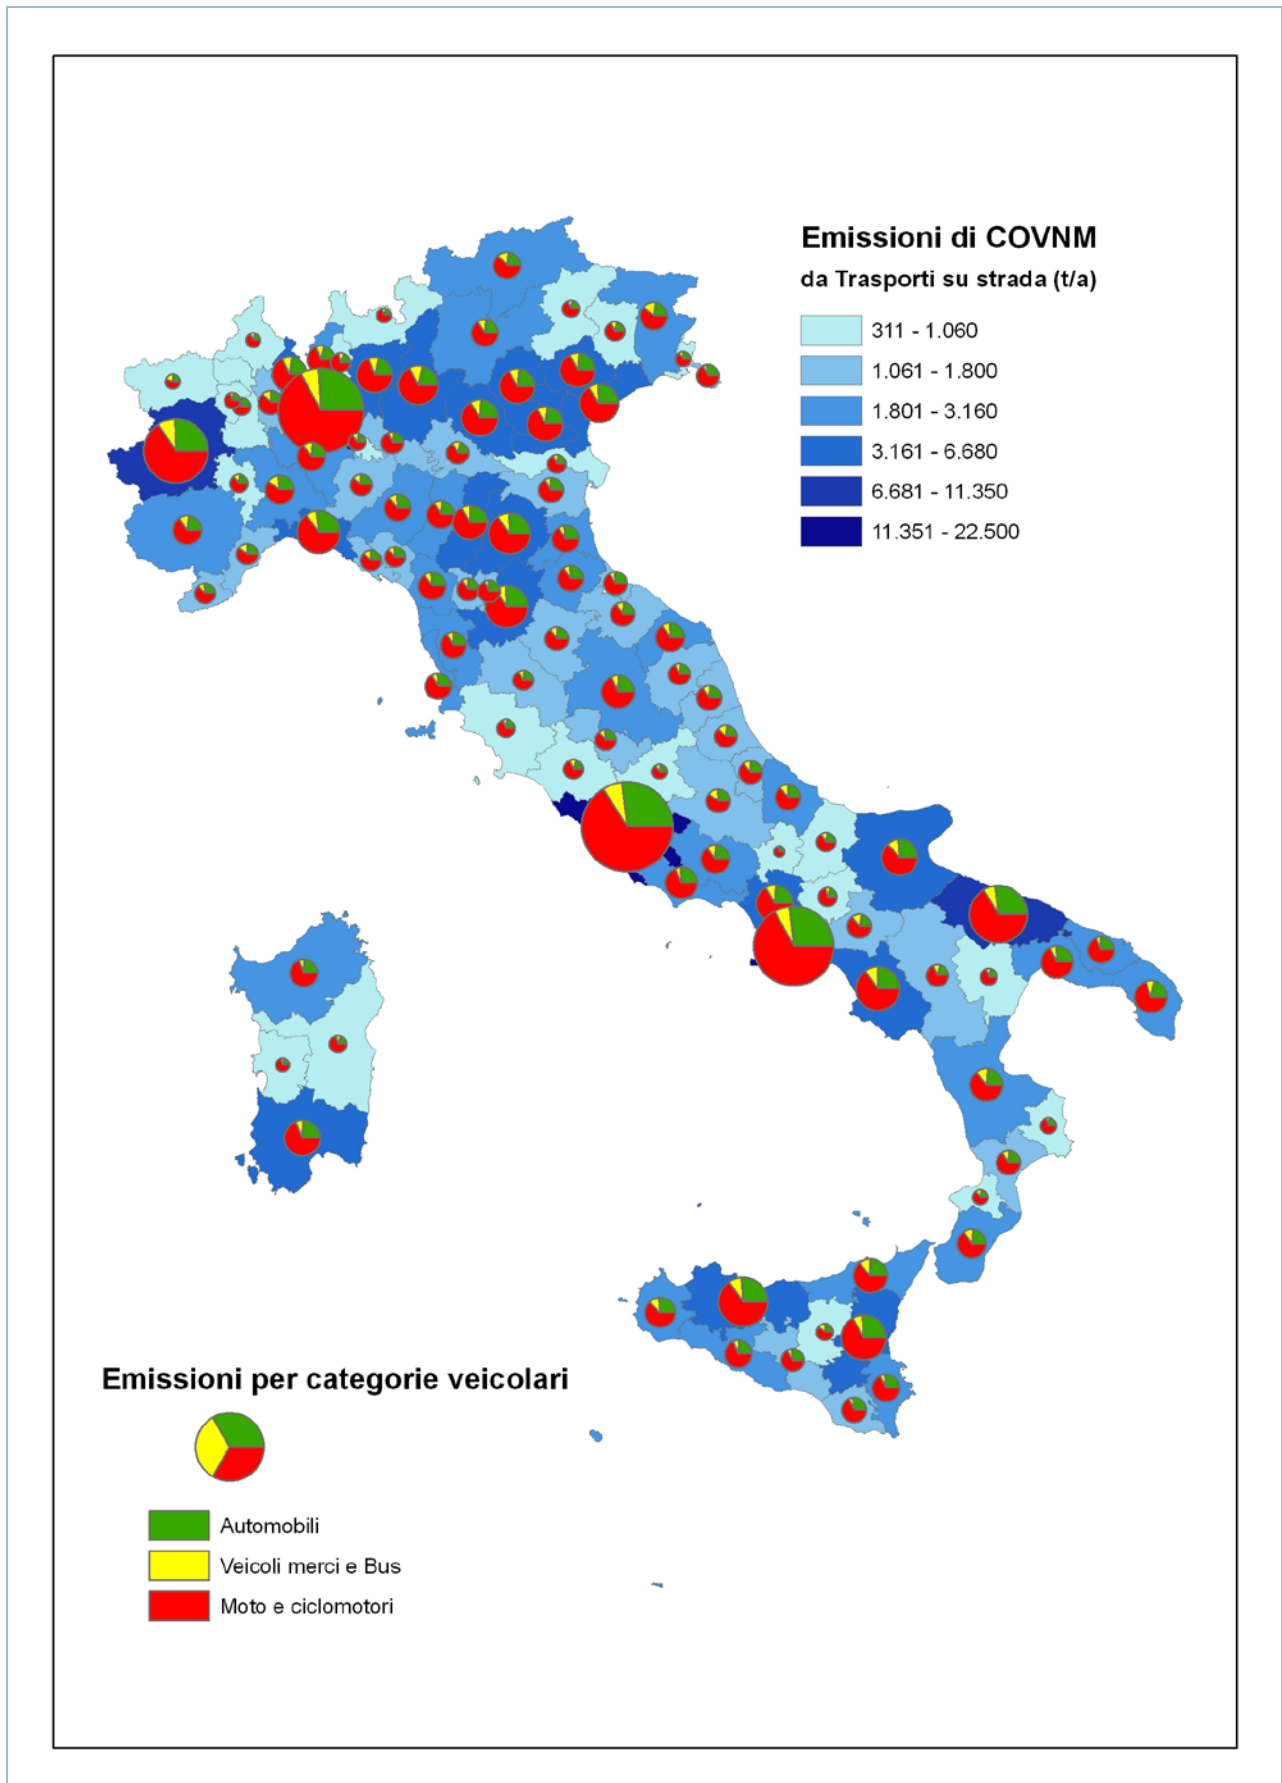 Emissioni di COVNM
da Trasporti su strada (t/a)
311 - 1.060
1.061 - 1.800
1.801 - 3.160
3.161 - 6.680
6.681 - 11.350
11.351 - 22.500
Emissioni per categorie veicolari
Automobili
Veicoli merci e Bus
Moto e ciclomotori